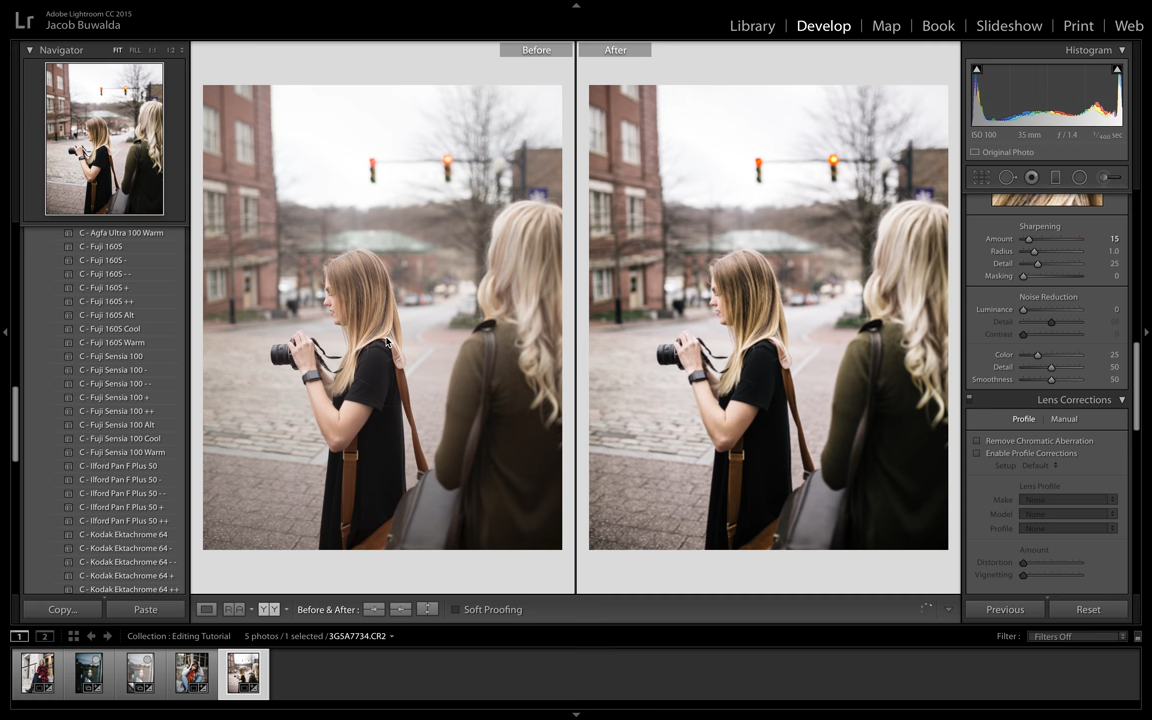 Lr
Adobe Lightroom CC 2015
Jacob Buwalda
Library | Develop | Map | Book | Slideshow | Print | Web
Navigator FIT FILL 1:1 1:2
C - Agfa Ultra 100 Warm
C - Fuji 160S
C - Fuji 160S -
C - Fuji 160S - -
C - Fuji 160S +
C - Fuji 160S ++
C - Fuji 160S Alt
C - Fuji 160S Cool
C - Fuji 160S Warm
C - Fuji Sensia 100
C - Fuji Sensia 100 -
C - Fuji Sensia 100 - -
C - Fuji Sensia 100 +
C - Fuji Sensia 100 ++
C - Fuji Sensia 100 Alt
C - Fuji Sensia 100 Cool
C - Fuji Sensia 100 Warm
C - Ilford Pan F Plus 50
C - Ilford Pan F Plus 50 -
C - Ilford Pan F Plus 50 - -
C - Ilford Pan F Plus 50 +
C - Ilford Pan F Plus 50 ++
C - Kodak Ektachrome 64
C - Kodak Ektachrome 64 -
C - Kodak Ektachrome 64 - -
C - Kodak Ektachrome 64 +
C - Kodak Ektachrome 64 ++
Copy... Paste
Before After
R A Y Y Before & After : Soft Proofing
Histogram
ISO 100 35 mm ƒ / 1.4 1/400 sec
Original Photo
Sharpening
Amount 15
Radius 1.0
Detail 25
Masking 0
Noise Reduction
Luminance 0
Detail
Contrast
Color 25
Detail 50
Smoothness 50
Lens Corrections
Profile | Manual
Remove Chromatic Aberration
Enable Profile Corrections
Setup Default
Lens Profile
Make None
Model None
Profile None
Amount
Distortion
Vignetting
Previous Reset
1 2 Collection : Editing Tutorial 5 photos / 1 selected / 3G5A7734.CR2 Filter : Filters Off